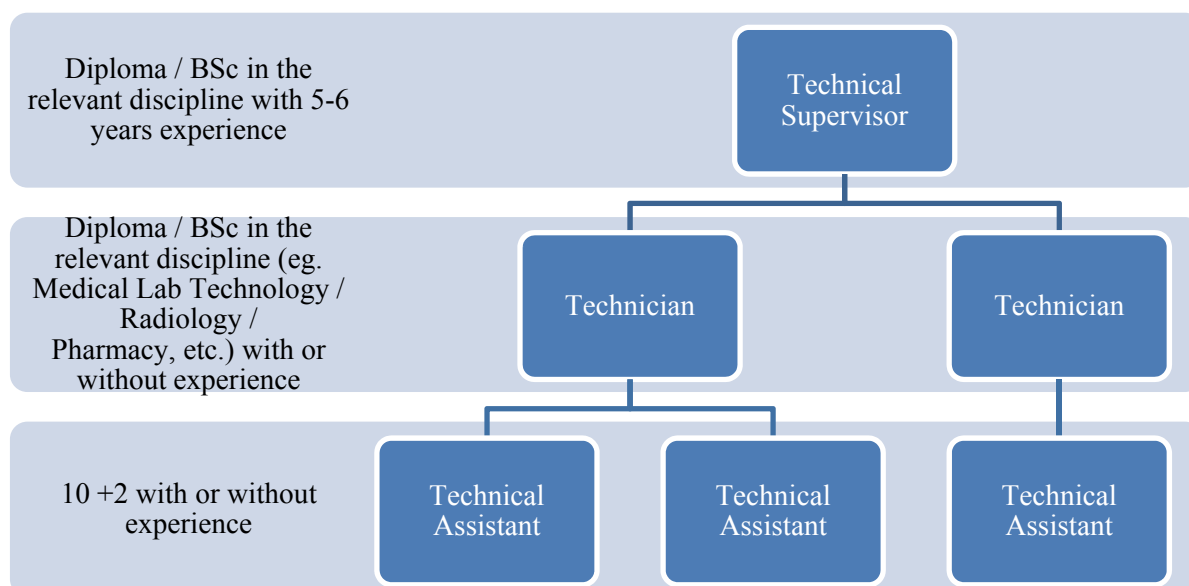 Diploma / BSc in the
relevant discipline with 5-6
years experience
Technical
Supervisor
Diploma / BSc in the
relevant discipline (eg.
Medical Lab Technology /
Radiology /
Pharmacy, etc.) with or
without experience
Technician
Technician
10 +2 with or without
experience
Technical
Assistant
Technical
Assistant
Technical
Assistant